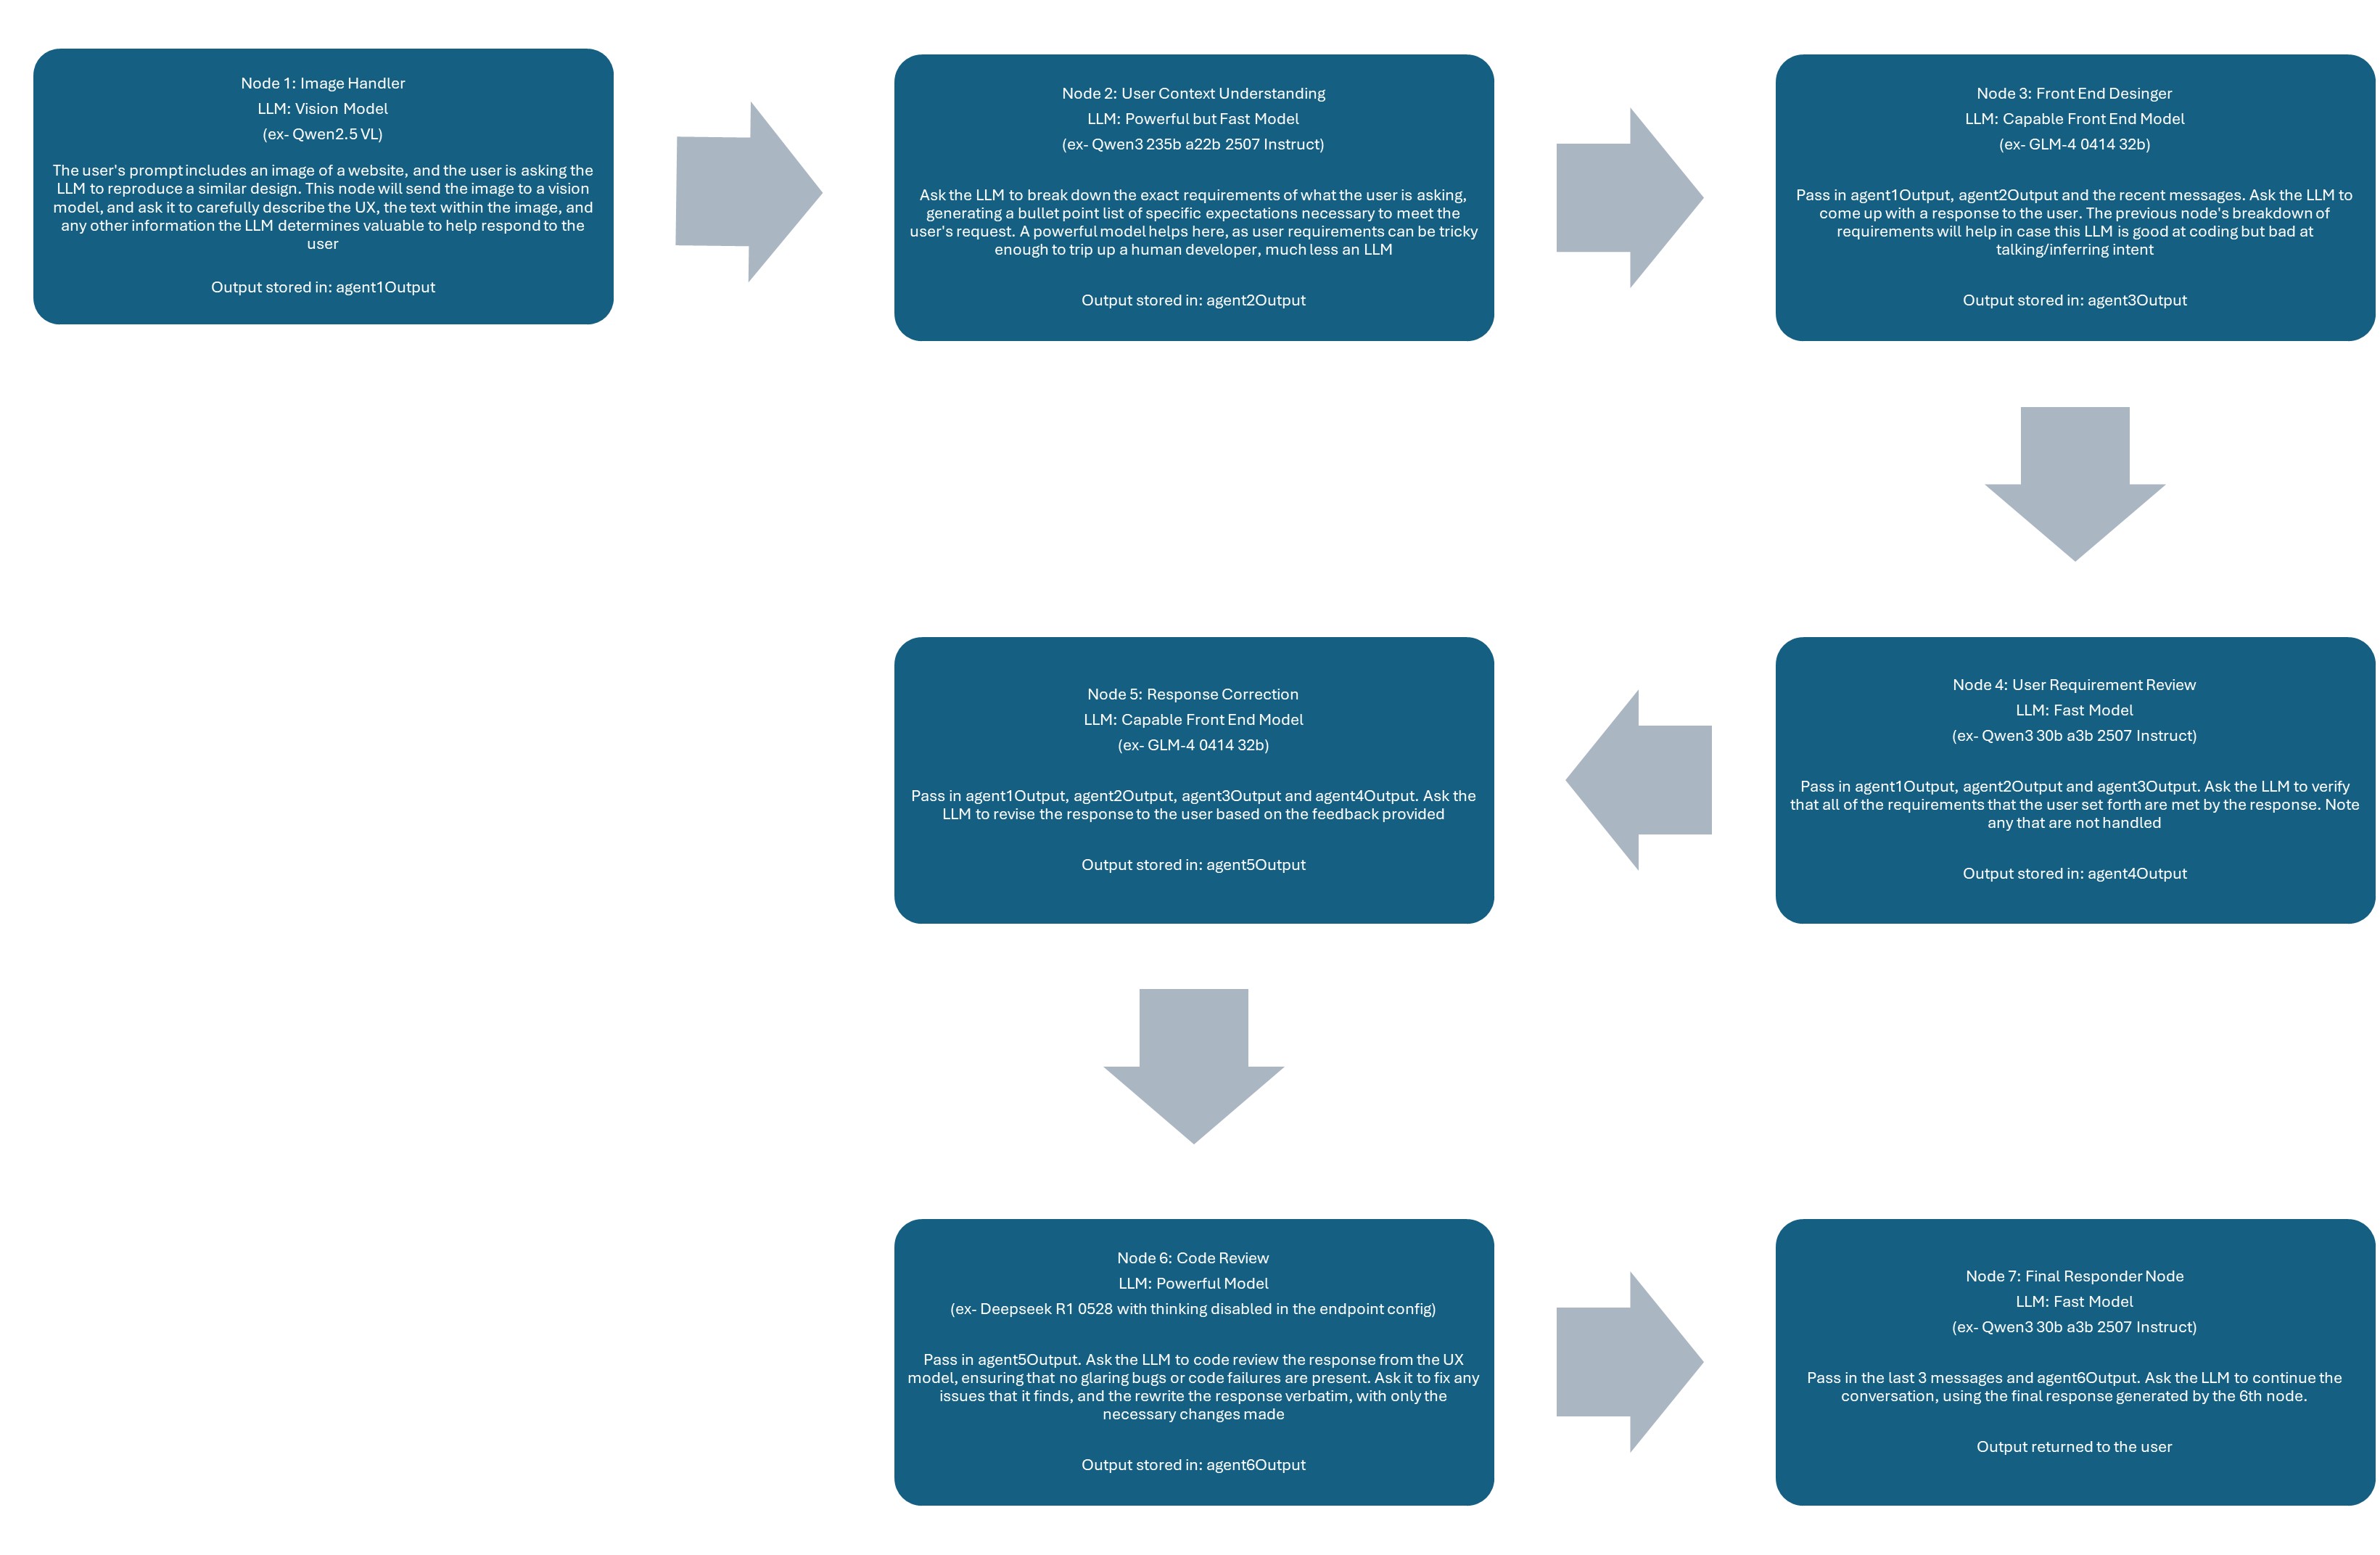 Node 1: Image Handler
LLM: Vision Model
(ex- Qwen2.5 VL)
The user's prompt includes an image of a website, and the user is asking the
LLM to reproduce a similar design. This node will send the image to a vision
model, and ask it to carefully describe the UX, the text within the image, and
any other information the LLM determines valuable to help respond to the
user
Output stored in: agent1Output
Node 2: User Context Understanding
LLM: Powerful but Fast Model
(ex- Qwen3 235b a22b 2507 Instruct)
Ask the LLM to break down the exact requirements of what the user is asking,
generating a bullet point list of specific expectations necessary to meet the
user's request. A powerful model helps here, as user requirements can be tricky
enough to trip up a human developer, much less an LLM
Output stored in: agent2Output
Node 3: Front End Desinger
LLM: Capable Front End Model
(ex- GLM-4 0414 32b)
Pass in agent1Output, agent2Output and the recent messages. Ask the LLM to
come up with a response to the user. The previous node's breakdown of
requirements will help in case this LLM is good at coding but bad at
talking/inferring intent
Output stored in: agent3Output
Node 4: User Requirement Review
LLM: Fast Model
(ex- Qwen3 30b a3b 2507 Instruct)
Pass in agent1Output, agent2Output and agent3Output. Ask the LLM to verify
that all of the requirements that the user set forth are met by the response. Note
any that are not handled
Output stored in: agent4Output
Node 5: Response Correction
LLM: Capable Front End Model
(ex- GLM-4 0414 32b)
Pass in agent1Output, agent2Output, agent3Output and agent4Output. Ask the
LLM to revise the response to the user based on the feedback provided
Output stored in: agent5Output
Node 6: Code Review
LLM: Powerful Model
(ex- Deepseek R1 0528 with thinking disabled in the endpoint config)
Pass in agent5Output. Ask the LLM to code review the response from the UX
model, ensuring that no glaring bugs or code failures are present. Ask it to fix any
issues that it finds, and the rewrite the response verbatim, with only the
necessary changes made
Output stored in: agent6Output
Node 7: Final Responder Node
LLM: Fast Model
(ex- Qwen3 30b a3b 2507 Instruct)
Pass in the last 3 messages and agent6Output. Ask the LLM to continue the
conversation, using the final response generated by the 6th node.
Output returned to the user